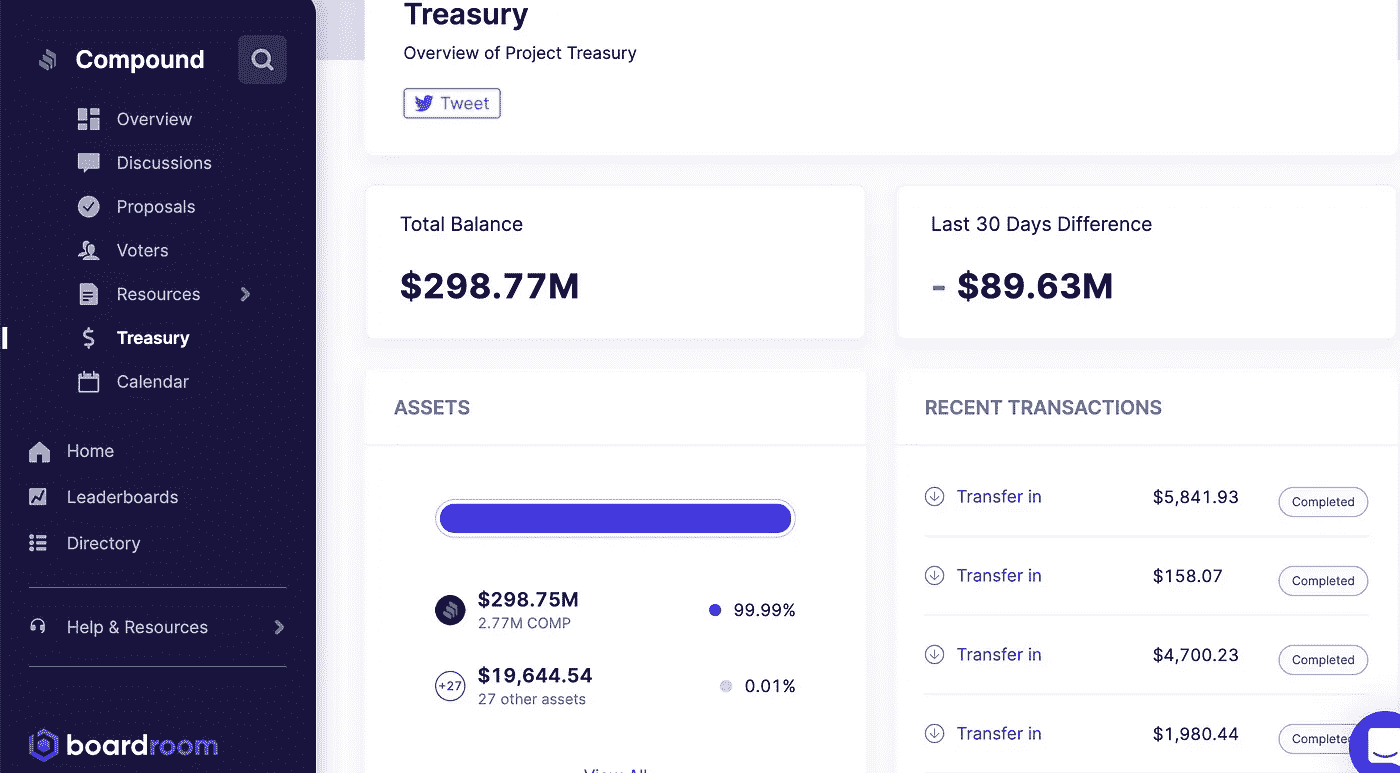 Compound
Overview
Discussions
Proposals
Voters
Resources
Treasury
Calendar
Home
Leaderboards
Directory
Help & Resources
boardroom
Treasury
Overview of Project Treasury
Tweet
Total Balance
$298.77M
Last 30 Days Difference
- $89.63M
ASSETS
$298.75M
2.77M COMP
99.99%
+27
$19,644.54
27 other assets
0.01%
View All
RECENT TRANSACTIONS
Transfer in $5,841.93 Completed
Transfer in $158.07 Completed
Transfer in $4,700.23 Completed
Transfer in $1,980.44 Completed